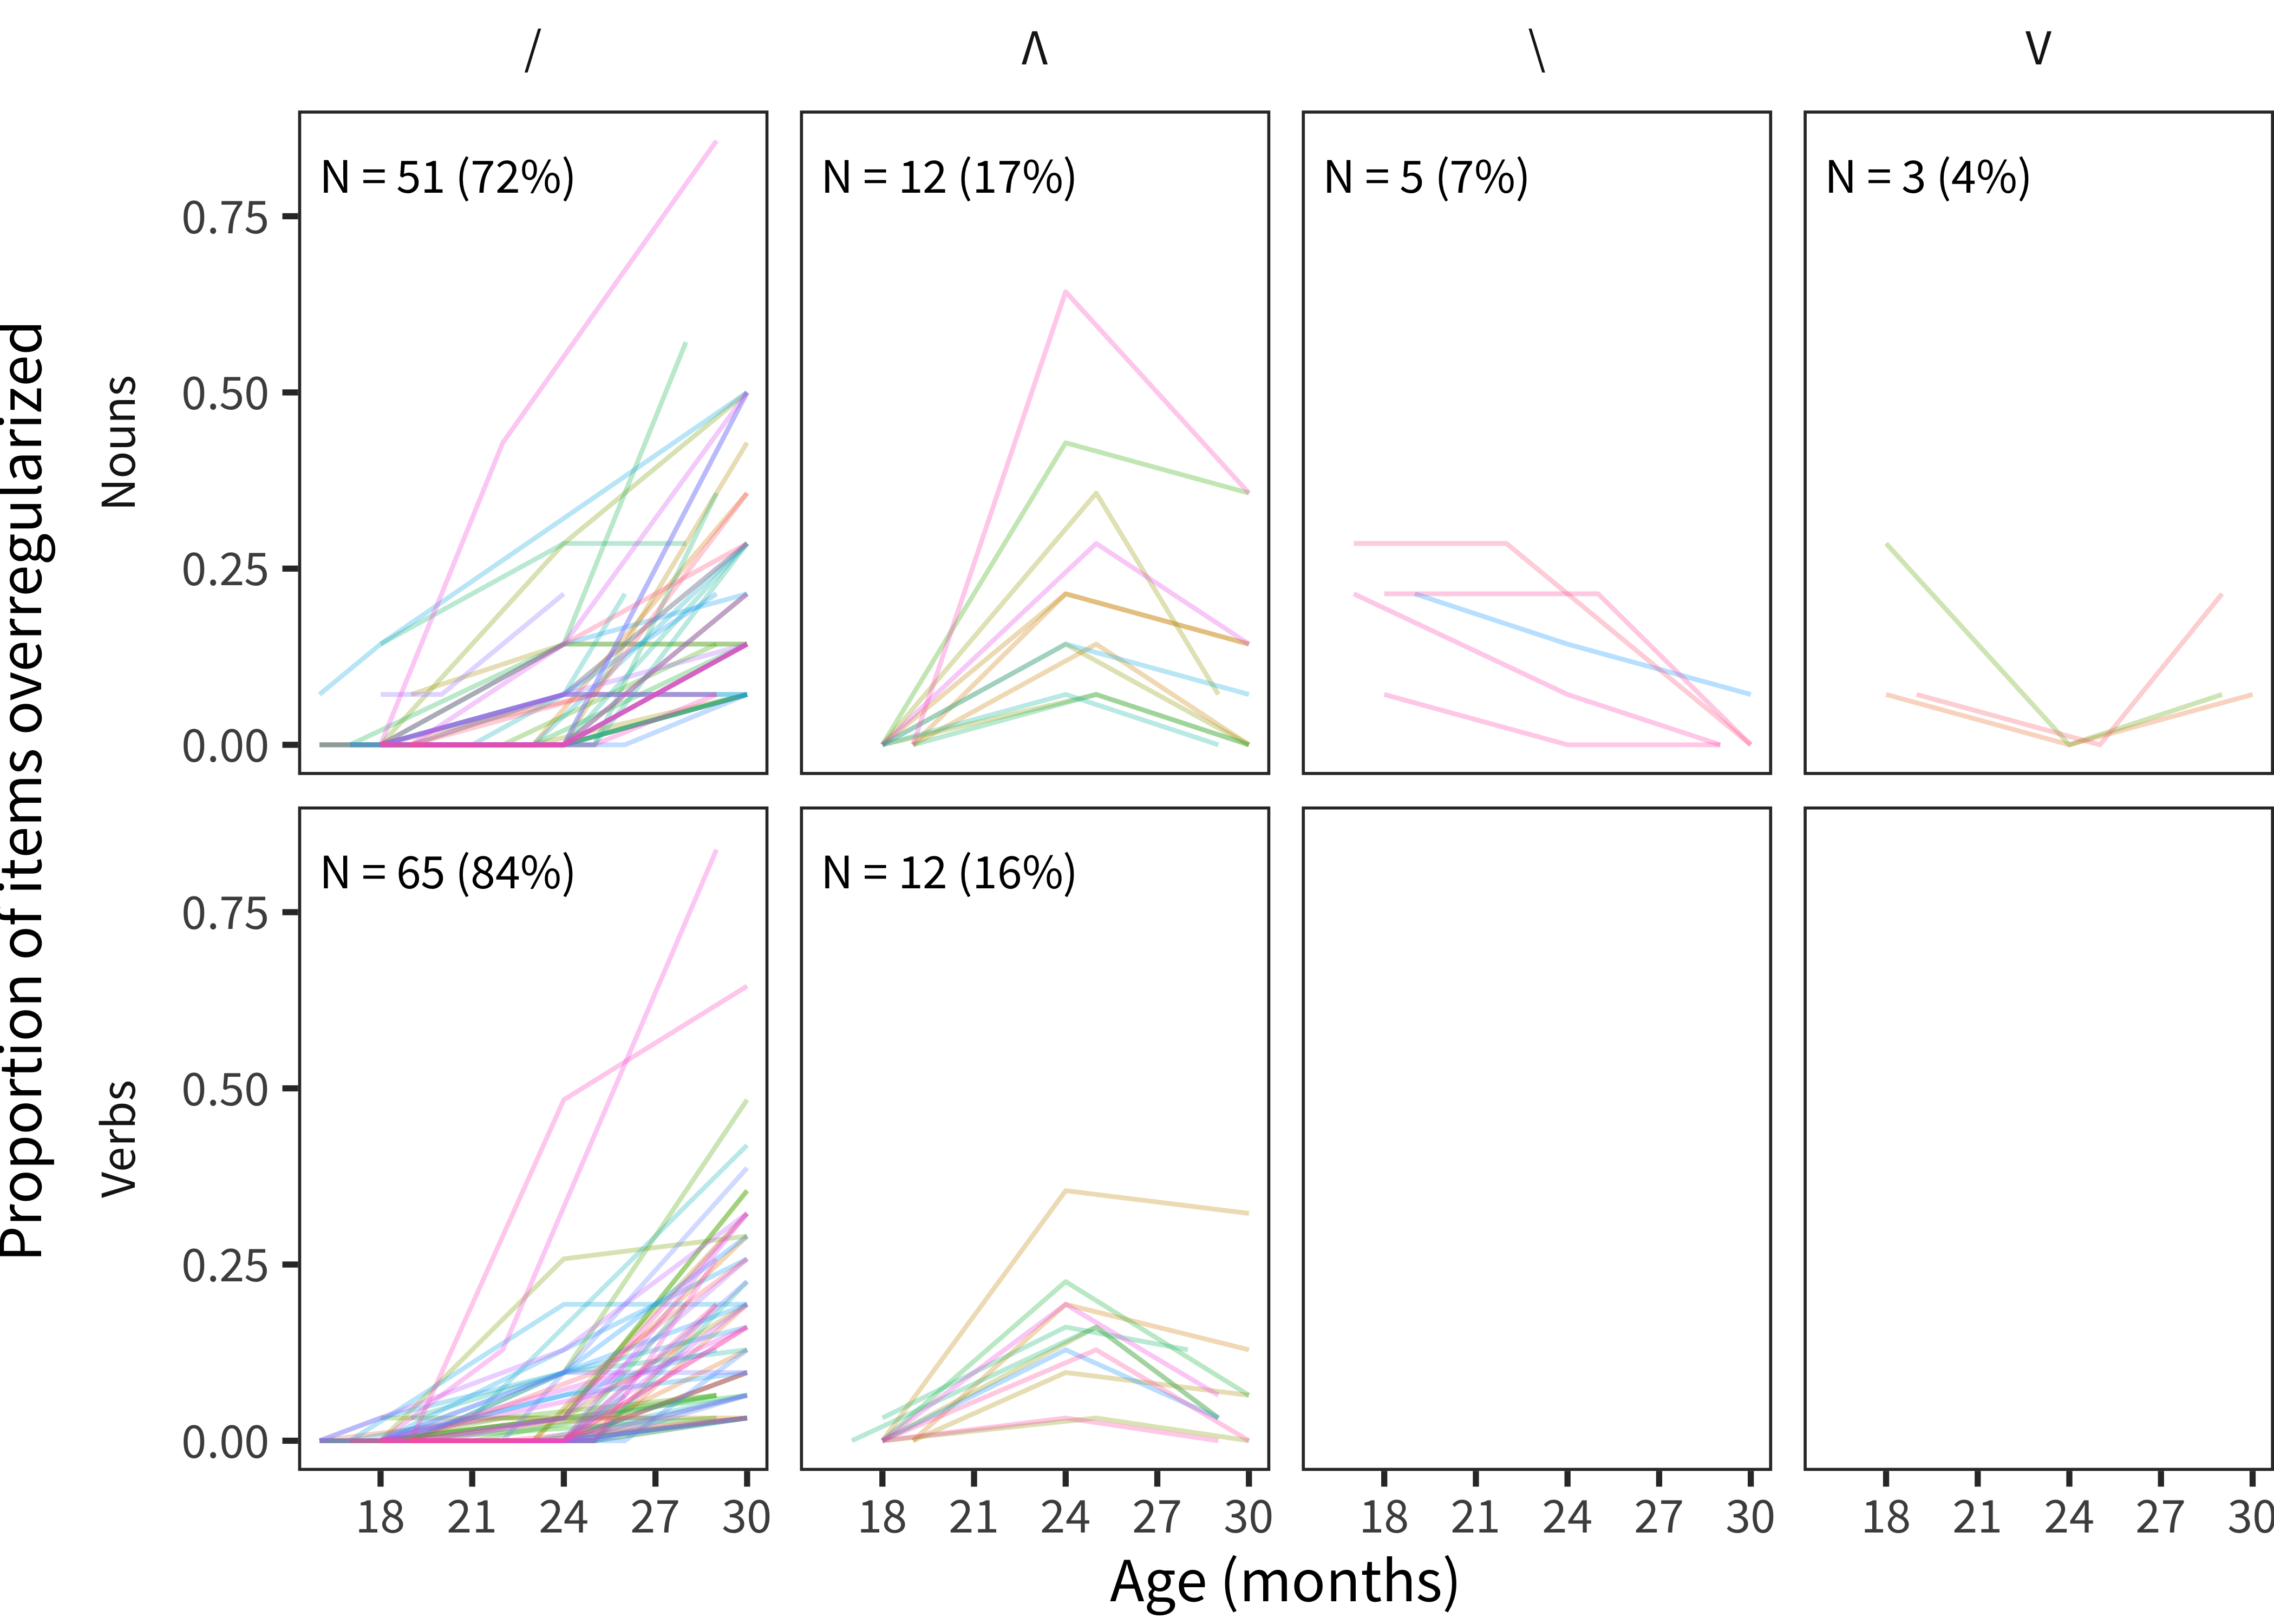 / Λ \ V
Nouns
N = 51 (72%)
N = 12 (17%)
N = 5 (7%)
N = 3 (4%)
0.75
0.50
0.25
0.00
Verbs
N = 65 (84%)
N = 12 (16%)
0.75
0.50
0.25
0.00
18 21 24 27 30
18 21 24 27 30
18 21 24 27 30
18 21 24 27 30
Age (months)
Proportion of items overregularized